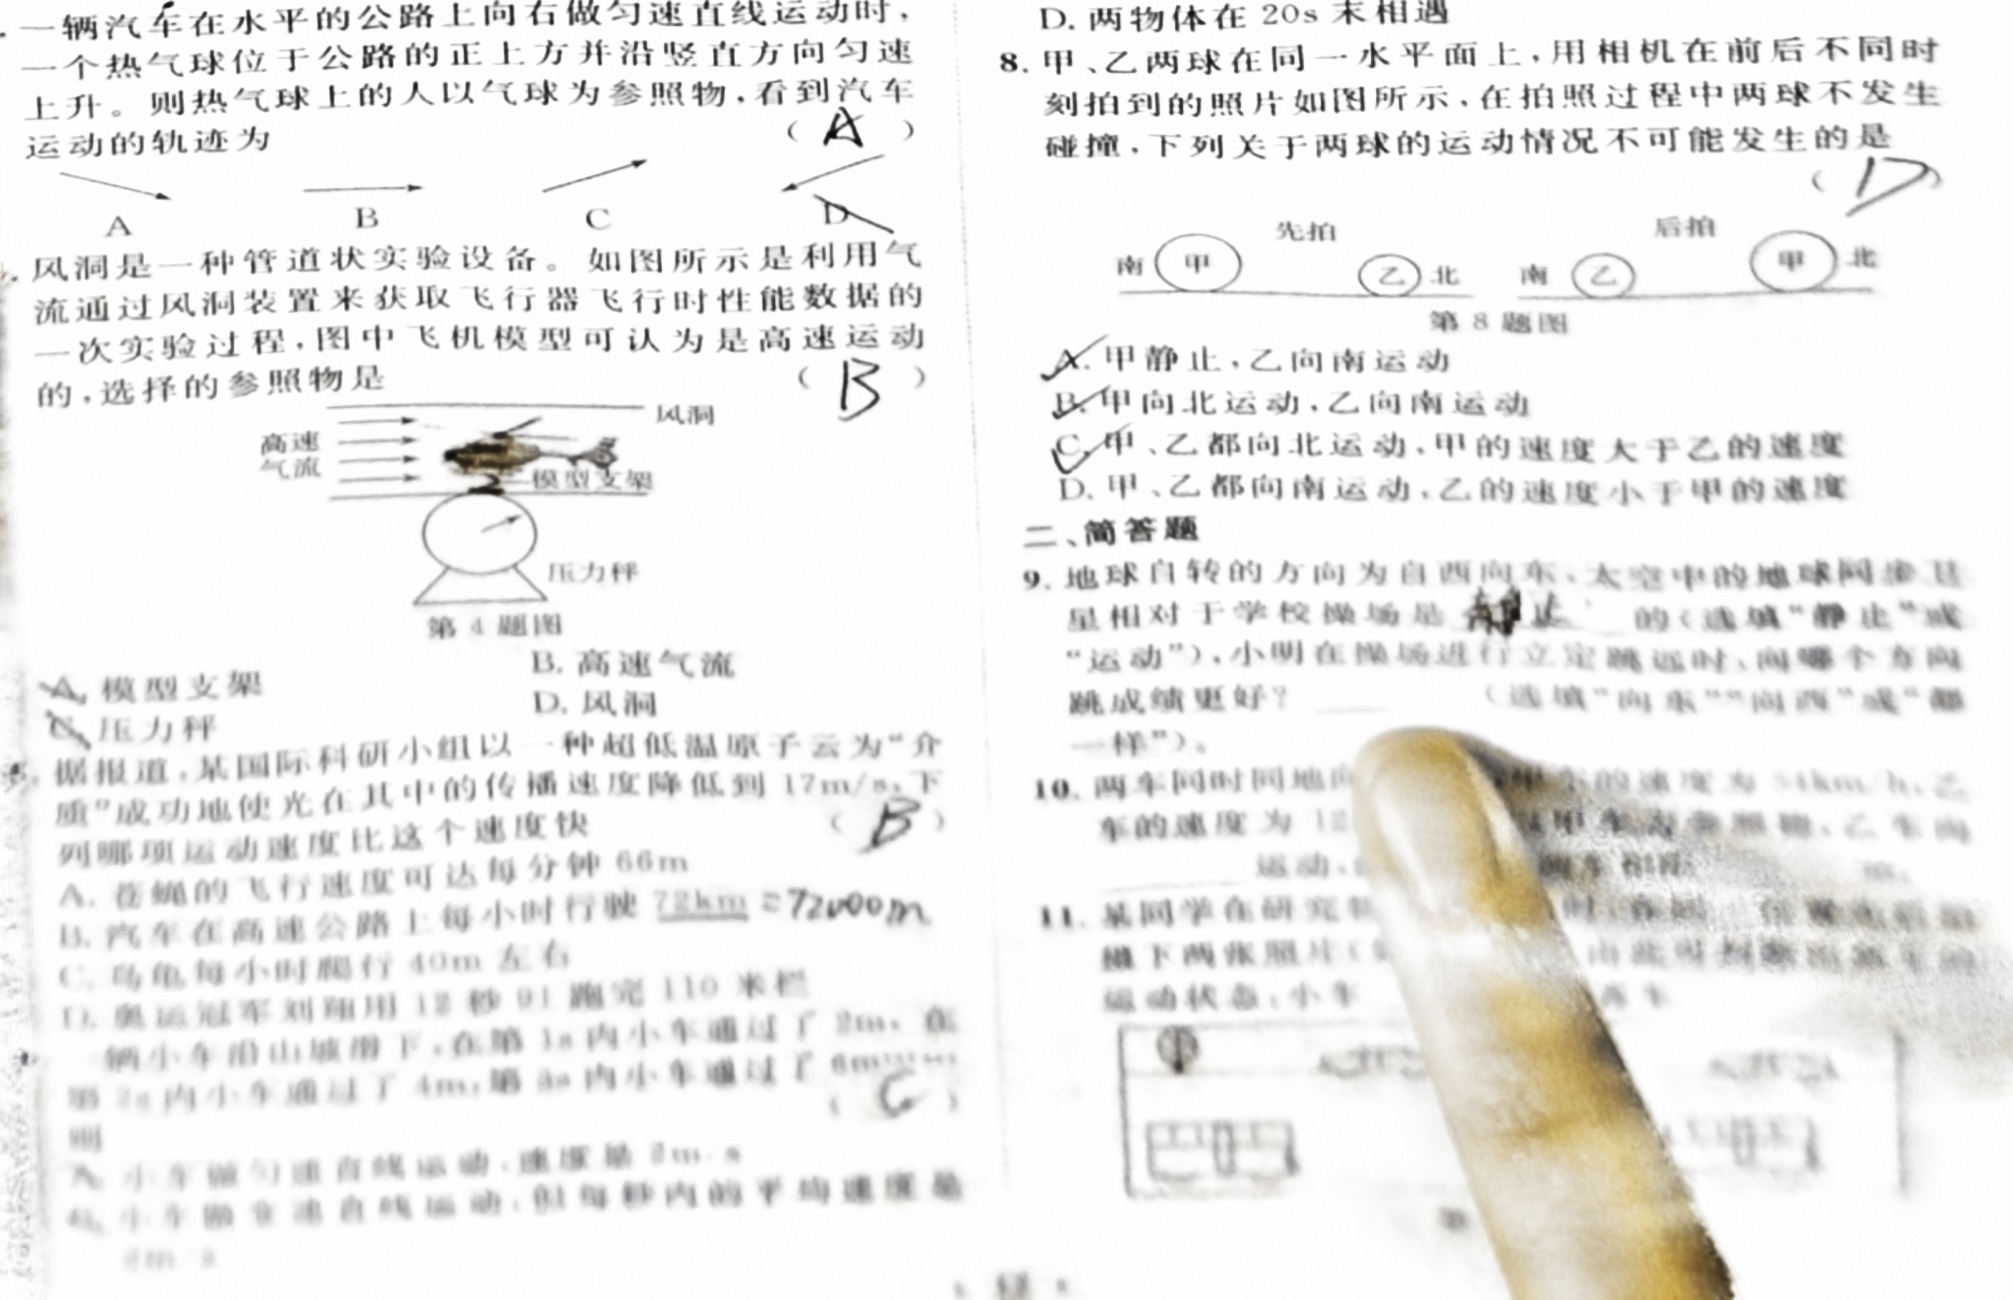 一辆汽车在水平的公路上向右做匀速直线运动时,
一个热气球位于公路的正上方并沿竖直方向匀速
上升。则热气球上的人以气球为参照物,看到汽车
运动的轨迹为 ( A )
A B C D
风洞是一种管道状实验设备。如图所示是利用气
流通过风洞装置来获取飞行器飞行时性能数据的
一次实验过程,图中飞机模型可认为是高速运动
的,选择的参照物是 ( B )
风洞
高速
气流
模型支架
压力秤
第 4 题图
A. 模型支架 B. 高速气流
C. 压力秤 D. 风洞
据报道,某国际科研小组以一种超低温原子云为“介
质”成功地使光在其中的传播速度降低到 17m/s,下
列哪项运动速度比这个速度快 ( B )
A. 苍蝇的飞行速度可达每分钟 66m
B. 汽车在高速公路上每小时行驶 72km =72000m
C. 乌龟每小时爬行 40m 左右
D. 奥运冠军刘翔用 12 秒 91 跑完 110 米栏
一辆小车沿山坡滑下,在第 1s 内小车通过了 2m,在
第 2s 内小车通过了 4m,第 3s 内小车通过了 6m……
则 ( C )
A. 小车做匀速直线运动,速度是 2m/s
小车做变速直线运动,但每秒内的平均速度是
2m/s
D. 两物体在 20s 末相遇
8. 甲、乙两球在同一水平面上,用相机在前后不同时
刻拍到的照片如图所示,在拍照过程中两球不发生
碰撞,下列关于两球的运动情况不可能发生的是
( D )
先拍 后拍
南 甲 乙 北 南 乙 甲 北
第 8 题图
A. 甲静止,乙向南运动
B. 甲向北运动,乙向南运动
C. 甲、乙都向北运动,甲的速度大于乙的速度
D. 甲、乙都向南运动,乙的速度小于甲的速度
二、简答题
9. 地球自转的方向为自西向东,太空中的地球同步卫
星相对于学校操场是 静止 的(选填“静止”或
“运动”),小明在操场进行立定跳远时,向哪个方向
跳成绩更好? (选填“向东”“向西”或“都
一样”)。
10. 两车同时同地向 甲车的速度为 54km/h,乙
车的速度为 12 甲车为参照物,乙车向
运动, 两车相距 m。
11. 某同学在研究 时,在同一位置先后拍
摄下两张照片( 由此可判断出
运动状态:小车